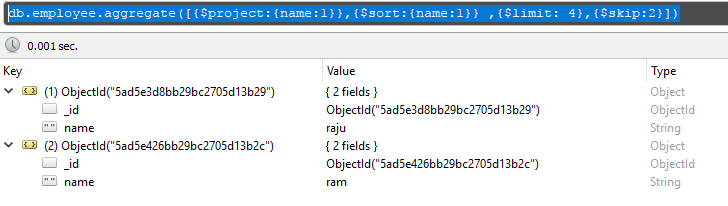 db.employee.aggregate([{$project:{name:1}},{$sort:{name:1}} ,{$limit: 4},{$skip:2}])
0.001 sec.
Key Value Type
(1) ObjectId("5ad5e3d8bb29bc2705d13b29") { 2 fields } Object
_id ObjectId("5ad5e3d8bb29bc2705d13b29") ObjectId
" " name raju String
(2) ObjectId("5ad5e426bb29bc2705d13b2c") { 2 fields } Object
_id ObjectId("5ad5e426bb29bc2705d13b2c") ObjectId
" " name ram String